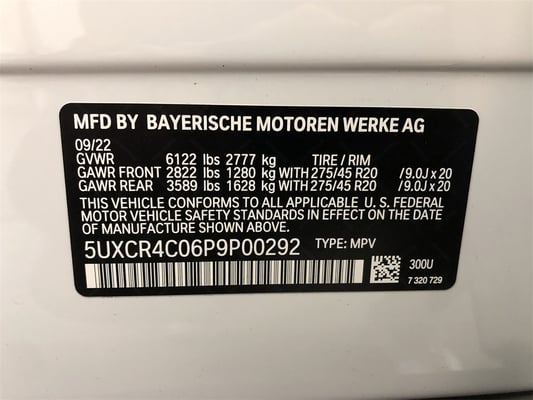 MFD BY BAYERISCHE MOTOREN WERKE AG
09/22
GVWR 6122 lbs 2777 kg TIRE / RIM
GAWR FRONT 2822 lbs 1280 kg WITH 275/45 R20 / 9.0J x 20
GAWR REAR 3589 lbs 1628 kg WITH 275/45 R20 / 9.0J x 20
THIS VEHICLE CONFORMS TO ALL APPLICABLE U. S. FEDERAL
MOTOR VEHICLE SAFETY STANDARDS IN EFFECT ON THE DATE OF
MANUFACTURE SHOWN ABOVE.
5UXCR4C06P9P00292 TYPE: MPV
300U
7 320 729